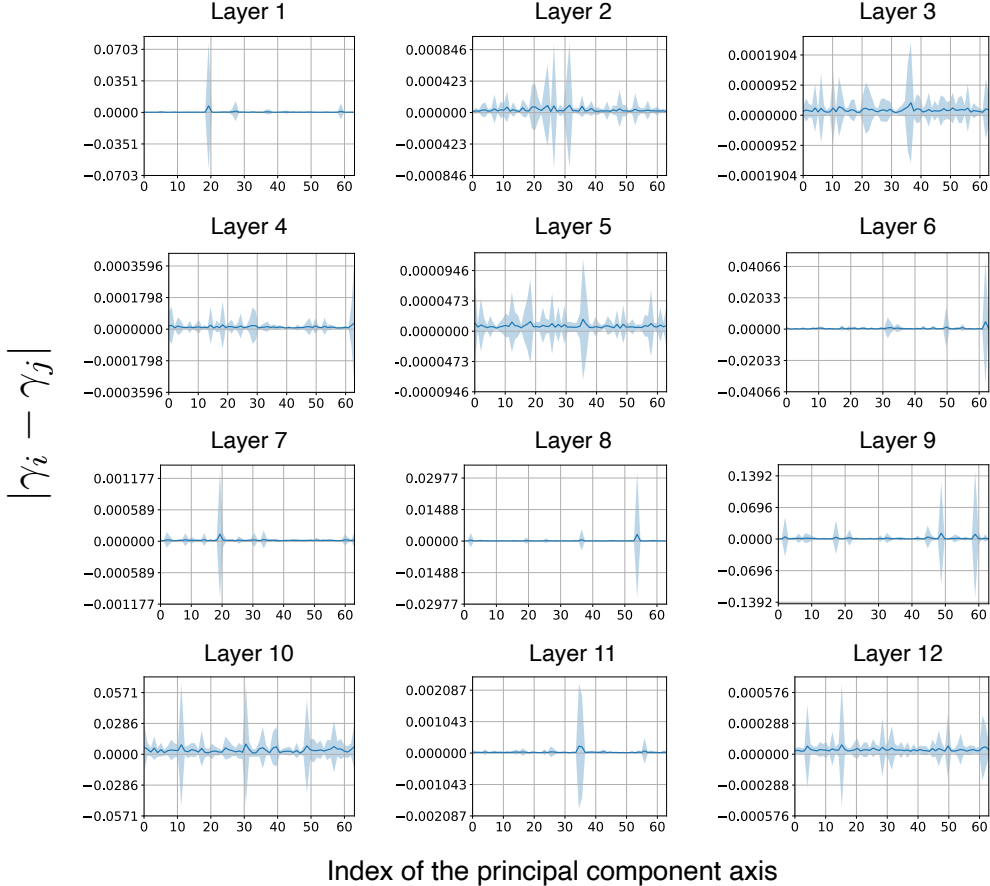 Layer 1
Layer 2
Layer 3
0.0703
0.0351
0.0000
−0.0351
−0.0703
0 10 20 30 40 50 60
0.000846
0.000423
0.000000
−0.000423
−0.000846
0 10 20 30 40 50 60
0.0001904
0.0000952
0.0000000
−0.0000952
−0.0001904
0 10 20 30 40 50 60
Layer 4
Layer 5
Layer 6
0.0003596
0.0001798
0.0000000
−0.0001798
−0.0003596
0 10 20 30 40 50 60
0.0000946
0.0000473
0.0000000
−0.0000473
-0.0000946
0 10 20 30 40 50 60
0.04066
0.02033
0.00000
−0.02033
−0.04066
0 10 20 30 40 50 60
|γi − γj|
Layer 7
Layer 8
Layer 9
0.001177
0.000589
0.000000
−0.000589
−0.001177
0 10 20 30 40 50 60
0.02977
0.01488
0.00000
−0.01488
−0.02977
0 10 20 30 40 50 60
0.1392
0.0696
0.0000
−0.0696
−0.1392
0 10 20 30 40 50 60
Layer 10
Layer 11
Layer 12
0.0571
0.0286
0.0000
−0.0286
−0.0571
0 10 20 30 40 50 60
0.002087
0.001043
0.000000
−0.001043
−0.002087
0 10 20 30 40 50 60
0.000576
0.000288
0.000000
−0.000288
−0.000576
0 10 20 30 40 50 60
Index of the principal component axis